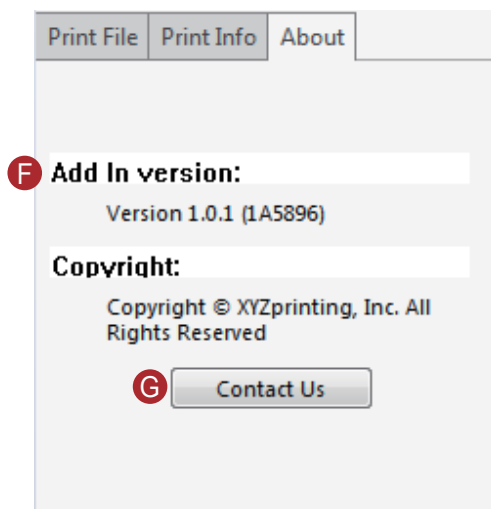 Print File Print Info About
F Add In version:
Version 1.0.1 (1A5896)
Copyright:
Copyright © XYZprinting, Inc. All
Rights Reserved
G Contact Us